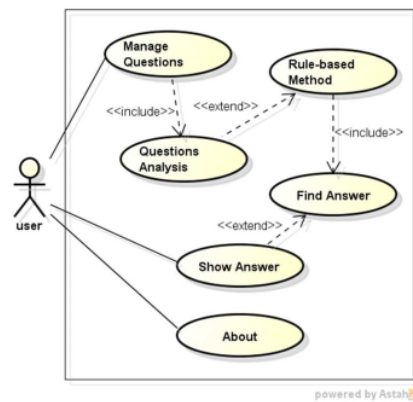 Manage
Questions
Rule-based
Method
<<include>>
<<extend>>
<<include>>
Questions
Analysis
Find Answer
user
<<extend>>
Show Answer
About
powered by Astah